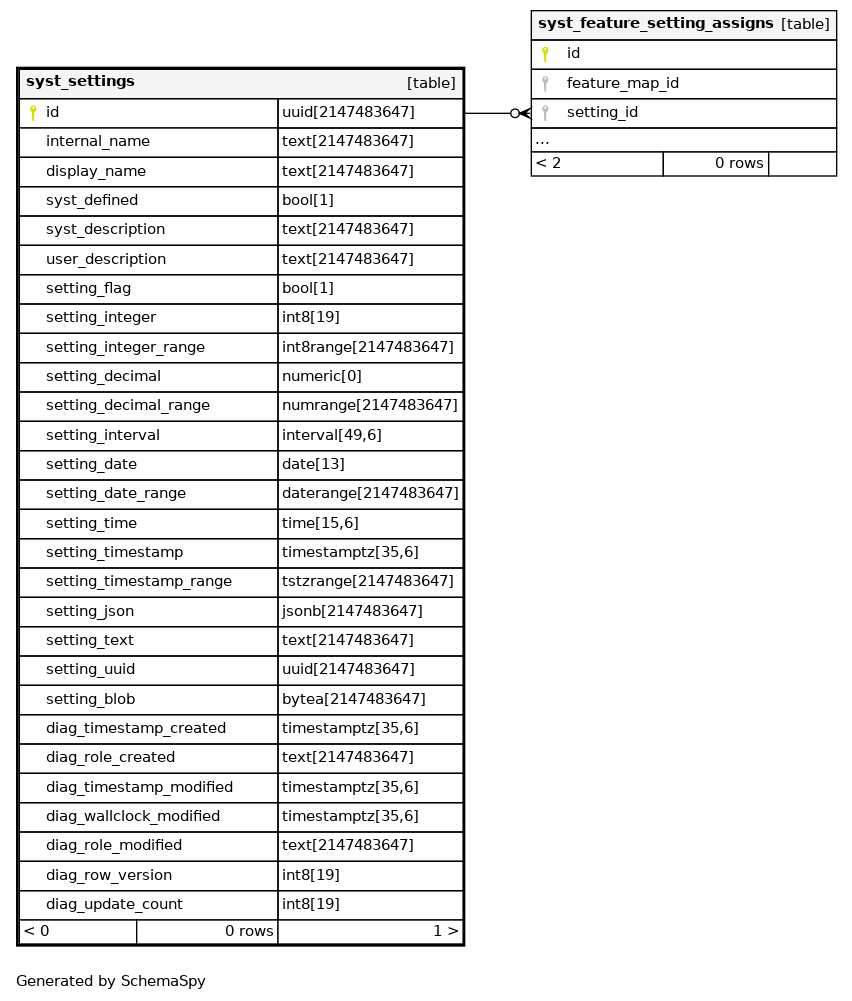 syst_feature_setting_assigns [table]
id
feature_map_id
setting_id
...
< 2 0 rows
syst_settings [table]
id uuid[2147483647]
internal_name text[2147483647]
display_name text[2147483647]
syst_defined bool[1]
syst_description text[2147483647]
user_description text[2147483647]
setting_flag bool[1]
setting_integer int8[19]
setting_integer_range int8range[2147483647]
setting_decimal numeric[0]
setting_decimal_range numrange[2147483647]
setting_interval interval[49,6]
setting_date date[13]
setting_date_range daterange[2147483647]
setting_time time[15,6]
setting_timestamp timestamptz[35,6]
setting_timestamp_range tstzrange[2147483647]
setting_json jsonb[2147483647]
setting_text text[2147483647]
setting_uuid uuid[2147483647]
setting_blob bytea[2147483647]
diag_timestamp_created timestamptz[35,6]
diag_role_created text[2147483647]
diag_timestamp_modified timestamptz[35,6]
diag_wallclock_modified timestamptz[35,6]
diag_role_modified text[2147483647]
diag_row_version int8[19]
diag_update_count int8[19]
< 0 0 rows 1 >
Generated by SchemaSpy